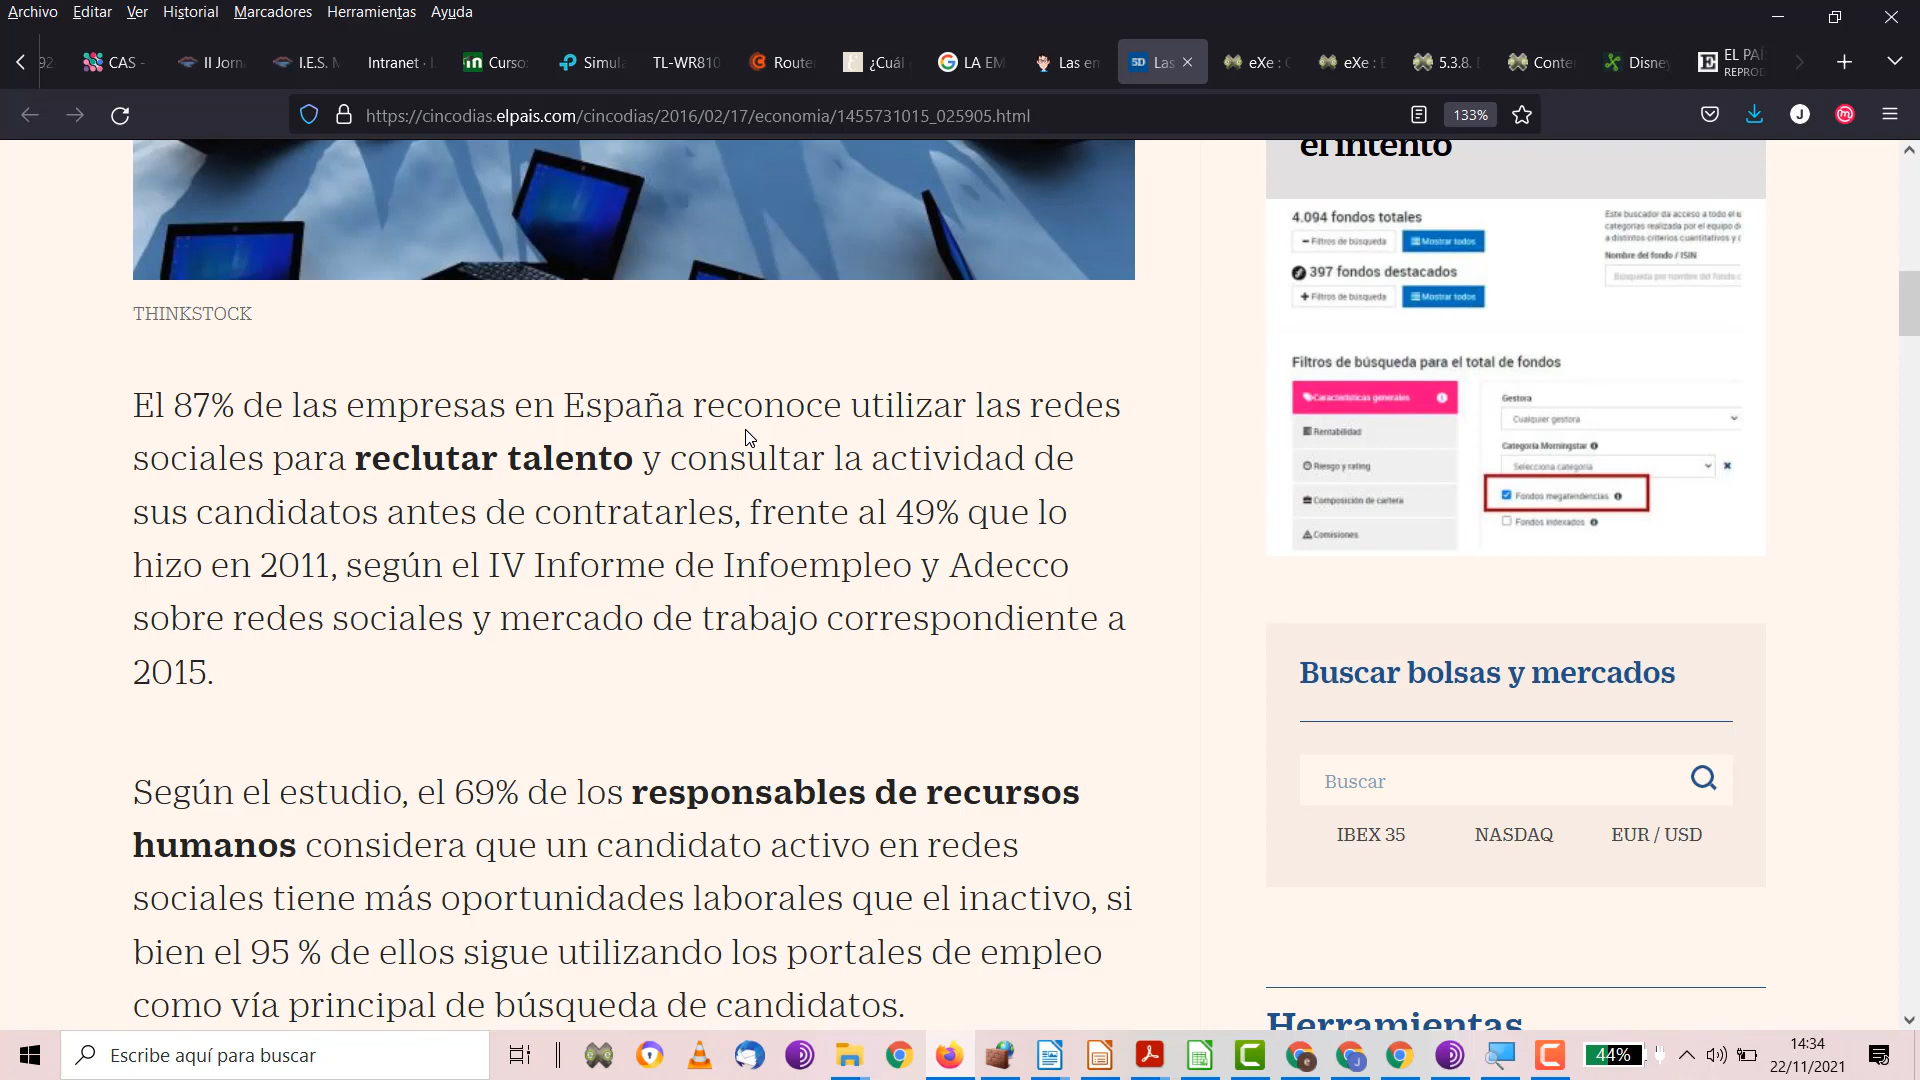 Archivo Editar Ver Historial Marcadores Herramientas Ayuda
92 CAS - II Jorn I.E.S. M Intranet · Curso: Simula TL-WR810 Route ¿Cuál LA EM Las en Las eXe : eXe : 5.3.8. Conte Disne EL PAÍ
REPROD
https://cincodias.elpais.com/cincodias/2016/02/17/economia/1455731015_025905.html 133%
THINKSTOCK
El 87% de las empresas en España reconoce utilizar las redes
sociales para reclutar talento y consultar la actividad de
sus candidatos antes de contratarles, frente al 49% que lo
hizo en 2011, según el IV Informe de Infoempleo y Adecco
sobre redes sociales y mercado de trabajo correspondiente a
2015.
Según el estudio, el 69% de los responsables de recursos
humanos considera que un candidato activo en redes
sociales tiene más oportunidades laborales que el inactivo, si
bien el 95 % de ellos sigue utilizando los portales de empleo
como vía principal de búsqueda de candidatos.
el intento
4.094 fondos totales
Filtros de búsqueda Mostrar todos
397 fondos destacados
Filtros de búsqueda Mostrar todos
Este buscador da acceso a todo el
categorías realizada por el equipo d
a distintos criterios cuantitativos y
Nombre del fondo / ISIN
Búsqueda por nombre del fondo
Filtros de búsqueda para el total de fondos
Características generales
Rentabilidad
Riesgo y rating
Composición de cartera
Comisiones
Gestora
Cualquier gestora
Categoría Morningstar
Selecciona categoría
Fondos megatendencias
Fondos indexados
Buscar bolsas y mercados
Buscar
IBEX 35 NASDAQ EUR / USD
Herramientas
Escribe aquí para buscar
44%
14:34
22/11/2021